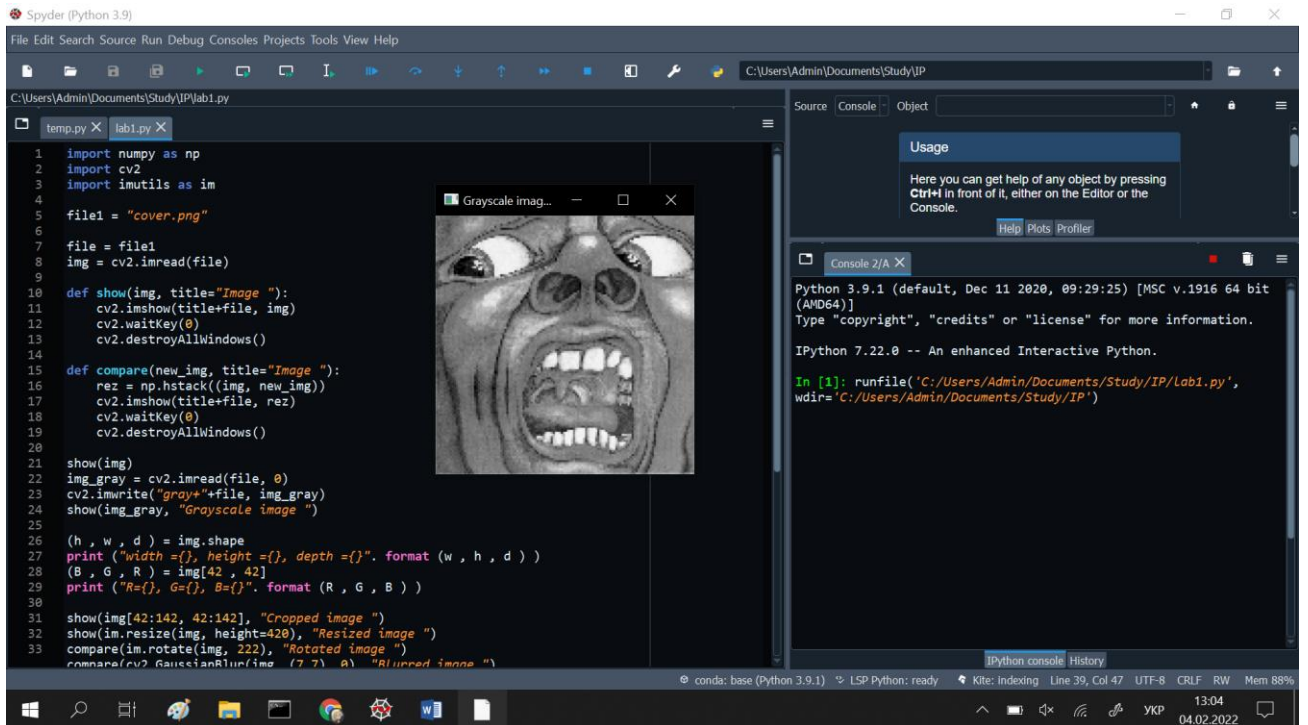 Spyder (Python 3.9)
File Edit Search Source Run Debug Consoles Projects Tools View Help
C:\Users\Admin\Documents\Study\IP
C:\Users\Admin\Documents\Study\IP\lab1.py
temp.py X lab1.py X
1 import numpy as np
2 import cv2
3 import imutils as im
4
5 file1 = "cover.png"
6
7 file = file1
8 img = cv2.imread(file)
9
10 def show(img, title="Image "):
11 cv2.imshow(title+file, img)
12 cv2.waitKey(0)
13 cv2.destroyAllWindows()
14
15 def compare(new_img, title="Image "):
16 rez = np.hstack((img, new_img))
17 cv2.imshow(title+file, rez)
18 cv2.waitKey(0)
19 cv2.destroyAllWindows()
20
21 show(img)
22 img_gray = cv2.imread(file, 0)
23 cv2.imwrite("gray+"+file, img_gray)
24 show(img_gray, "Grayscale image ")
25
26 (h , w , d ) = img.shape
27 print ("width ={}, height ={}, depth ={}". format (w , h , d ) )
28 (B , G , R ) = img[42 , 42]
29 print ("R={}, G={}, B={}". format (R , G , B ) )
30
31 show(img[42:142, 42:142], "Cropped image ")
32 show(im.resize(img, height=420), "Resized image ")
33 compare(im.rotate(img, 222), "Rotated image ")
compare(cv2.GaussianBlur(img, (7,7), 0), "Blurred image ")
Grayscale imag...
Source Console Object
Usage
Here you can get help of any object by pressing
Ctrl+I in front of it, either on the Editor or the
Console.
Help Plots Profiler
Console 2/A X
Python 3.9.1 (default, Dec 11 2020, 09:29:25) [MSC v.1916 64 bit
(AMD64)]
Type "copyright", "credits" or "license" for more information.
IPython 7.22.0 -- An enhanced Interactive Python.
In [1]: runfile('C:/Users/Admin/Documents/Study/IP/lab1.py',
wdir='C:/Users/Admin/Documents/Study/IP')
IPython console History
conda: base (Python 3.9.1) LSP Python: ready Kite: indexing Line 39, Col 47 UTF-8 CRLF RW Mem 88%
УКР
13:04
04.02.2022